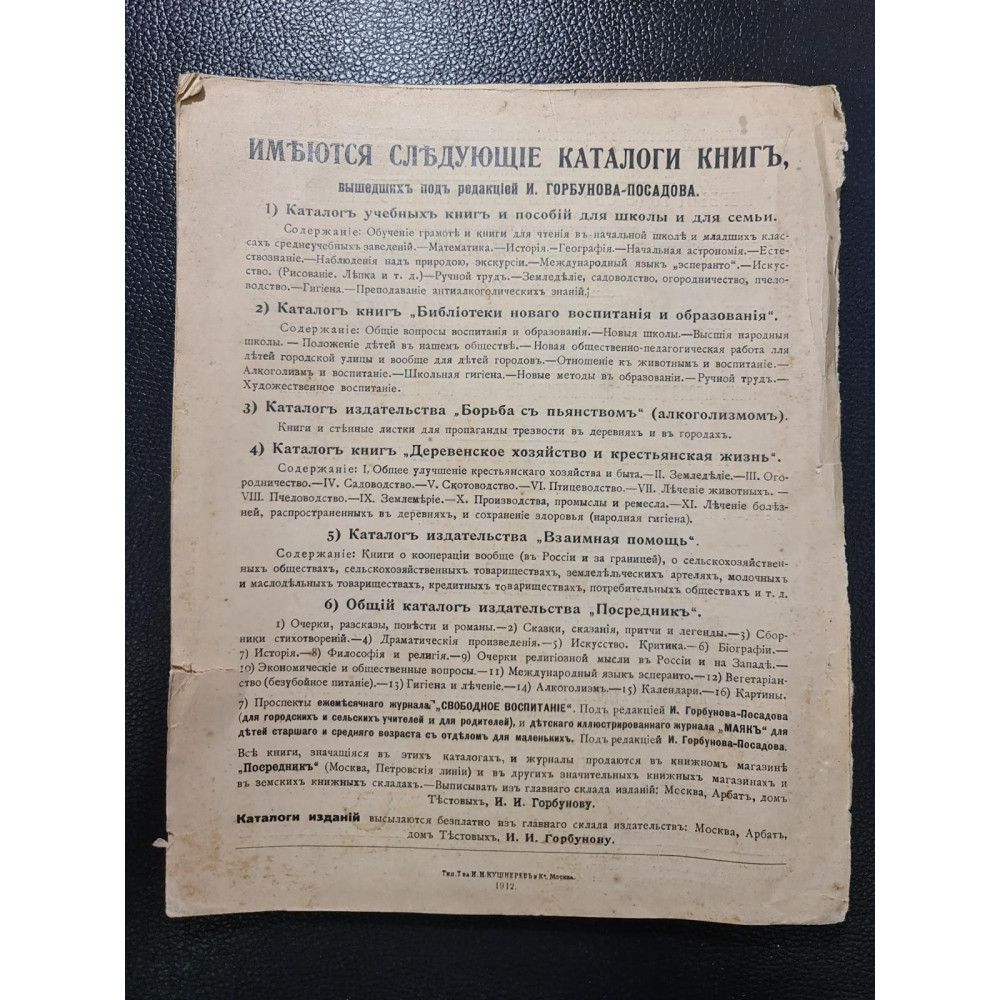 ИМѢЮТСЯ СЛѢДУЮЩІЕ КАТАЛОГИ КНИГЪ,
вышедшихъ подъ редакціей И. ГОРБУНОВА-ПОСАДОВА.
1) Каталогъ учебныхъ книгъ и пособій для школы и для семьи.
Содержаніе: Обученіе грамотѣ и книги для чтенія въ начальной школѣ и младшихъ клас-
сахъ среднеучебныхъ заведеній.—Математика.—Исторія.—Географія.—Начальная астрономія.—Есте-
ствознаніе.—Наблюденія надъ природою, экскурсіи.—Международный языкъ „эсперанто“.—Искус-
ство. (Рисованіе. Лѣпка и т. д.)—Ручной трудъ.—Земледѣліе, садоводство, огородничество, пчело-
водство.—Гигіена.—Преподаваніе антиалкоголическихъ знаній.
2) Каталогъ книгъ „Библіотеки новаго воспитанія и образованія“.
Содержаніе: Общіе вопросы воспитанія и образованія.—Новыя школы.—Высшія народныя
школы. — Положеніе дѣтей въ нашемъ обществѣ.—Новая общественно-педагогическая работа для
дѣтей городской улицы и вообще для дѣтей городовъ.—Отношеніе къ животнымъ и воспитаніе.—
Алкоголизмъ и воспитаніе.—Школьная гигіена.—Новые методы въ образованіи.—Ручной трудъ.—
Художественное воспитаніе.
3) Каталогъ издательства „Борьба съ пьянствомъ“ (алкоголизмомъ).
Книги и стѣнные листки для пропаганды трезвости въ деревняхъ и въ городахъ.
4) Каталогъ книгъ „Деревенское хозяйство и крестьянская жизнь“.
Содержаніе: I. Общее улучшеніе крестьянскаго хозяйства и быта.—II. Земледѣліе.—III. Ого-
родничество.—IV. Садоводство.—V. Скотоводство.—VI. Птицеводство.—VII. Лѣченіе животныхъ. —
VIII. Пчеловодство.—IX. Землемѣріе.—X. Производства, промыслы и ремесла.—XI. Лѣченіе болѣз-
ней, распространенныхъ въ деревняхъ, и сохраненіе здоровья (народная гигіена).
5) Каталогъ издательства „Взаимная помощь“.
Содержаніе: Книги о коопераціи вообще (въ Россіи и за границей), о сельскохозяйствен-
ныхъ обществахъ, сельскохозяйственныхъ товариществахъ, земледѣльческихъ артеляхъ, молочныхъ
и маслодѣльныхъ товариществахъ, кредитныхъ товариществахъ, потребительныхъ обществахъ и т. д.
6) Общій каталогъ издательства „Посредникъ“.
1) Очерки, разсказы, повѣсти и романы.—2) Сказки, сказанія, притчи и легенды.—3) Сбор-
ники стихотвореній.—4) Драматическія произведенія.—5) Искусство. Критика.—6) Біографіи.—
7) Исторія.—8) Философія и религія.—9) Очерки религіозной мысли въ Россіи и на Западѣ.—
10) Экономическіе и общественные вопросы.—11) Международный языкъ эсперанто.—12) Вегетаріан-
ство (безубойное питаніе).—13) Гигіена и лѣченіе.—14) Алкоголизмъ.—15) Календари.—16) Картины.
7) Проспекты ежемѣсячнаго журнала „СВОБОДНОЕ ВОСПИТАНІЕ“. Подъ редакціей И. Горбунова-Посадова
(для городскихъ и сельскихъ учителей и для родителей), и дѣтскаго иллюстрированнаго журнала „МАЯКЪ“ для
дѣтей старшаго и средняго возраста съ отдѣломъ для маленькихъ. Подъ редакціей И. Горбунова-Посадова.
Всѣ книги, значащіяся въ этихъ каталогахъ, и журналы продаются въ книжномъ магазинѣ
„Посредникъ“ (Москва, Петровскія линіи) и въ другихъ значительныхъ книжныхъ магазинахъ и
въ земскихъ книжныхъ складахъ.—Выписывать изъ главнаго склада изданій: Москва, Арбатъ, домъ
Тѣстовыхъ, И. И. Горбунову.
Каталоги изданій высылаются безплатно изъ главнаго склада издательствъ: Москва, Арбатъ,
домъ Тѣстовыхъ, И. И. Горбунову.
Тип. Т-ва И. Н. КУШНЕРЕВЪ и Кº. Москва.
1912.